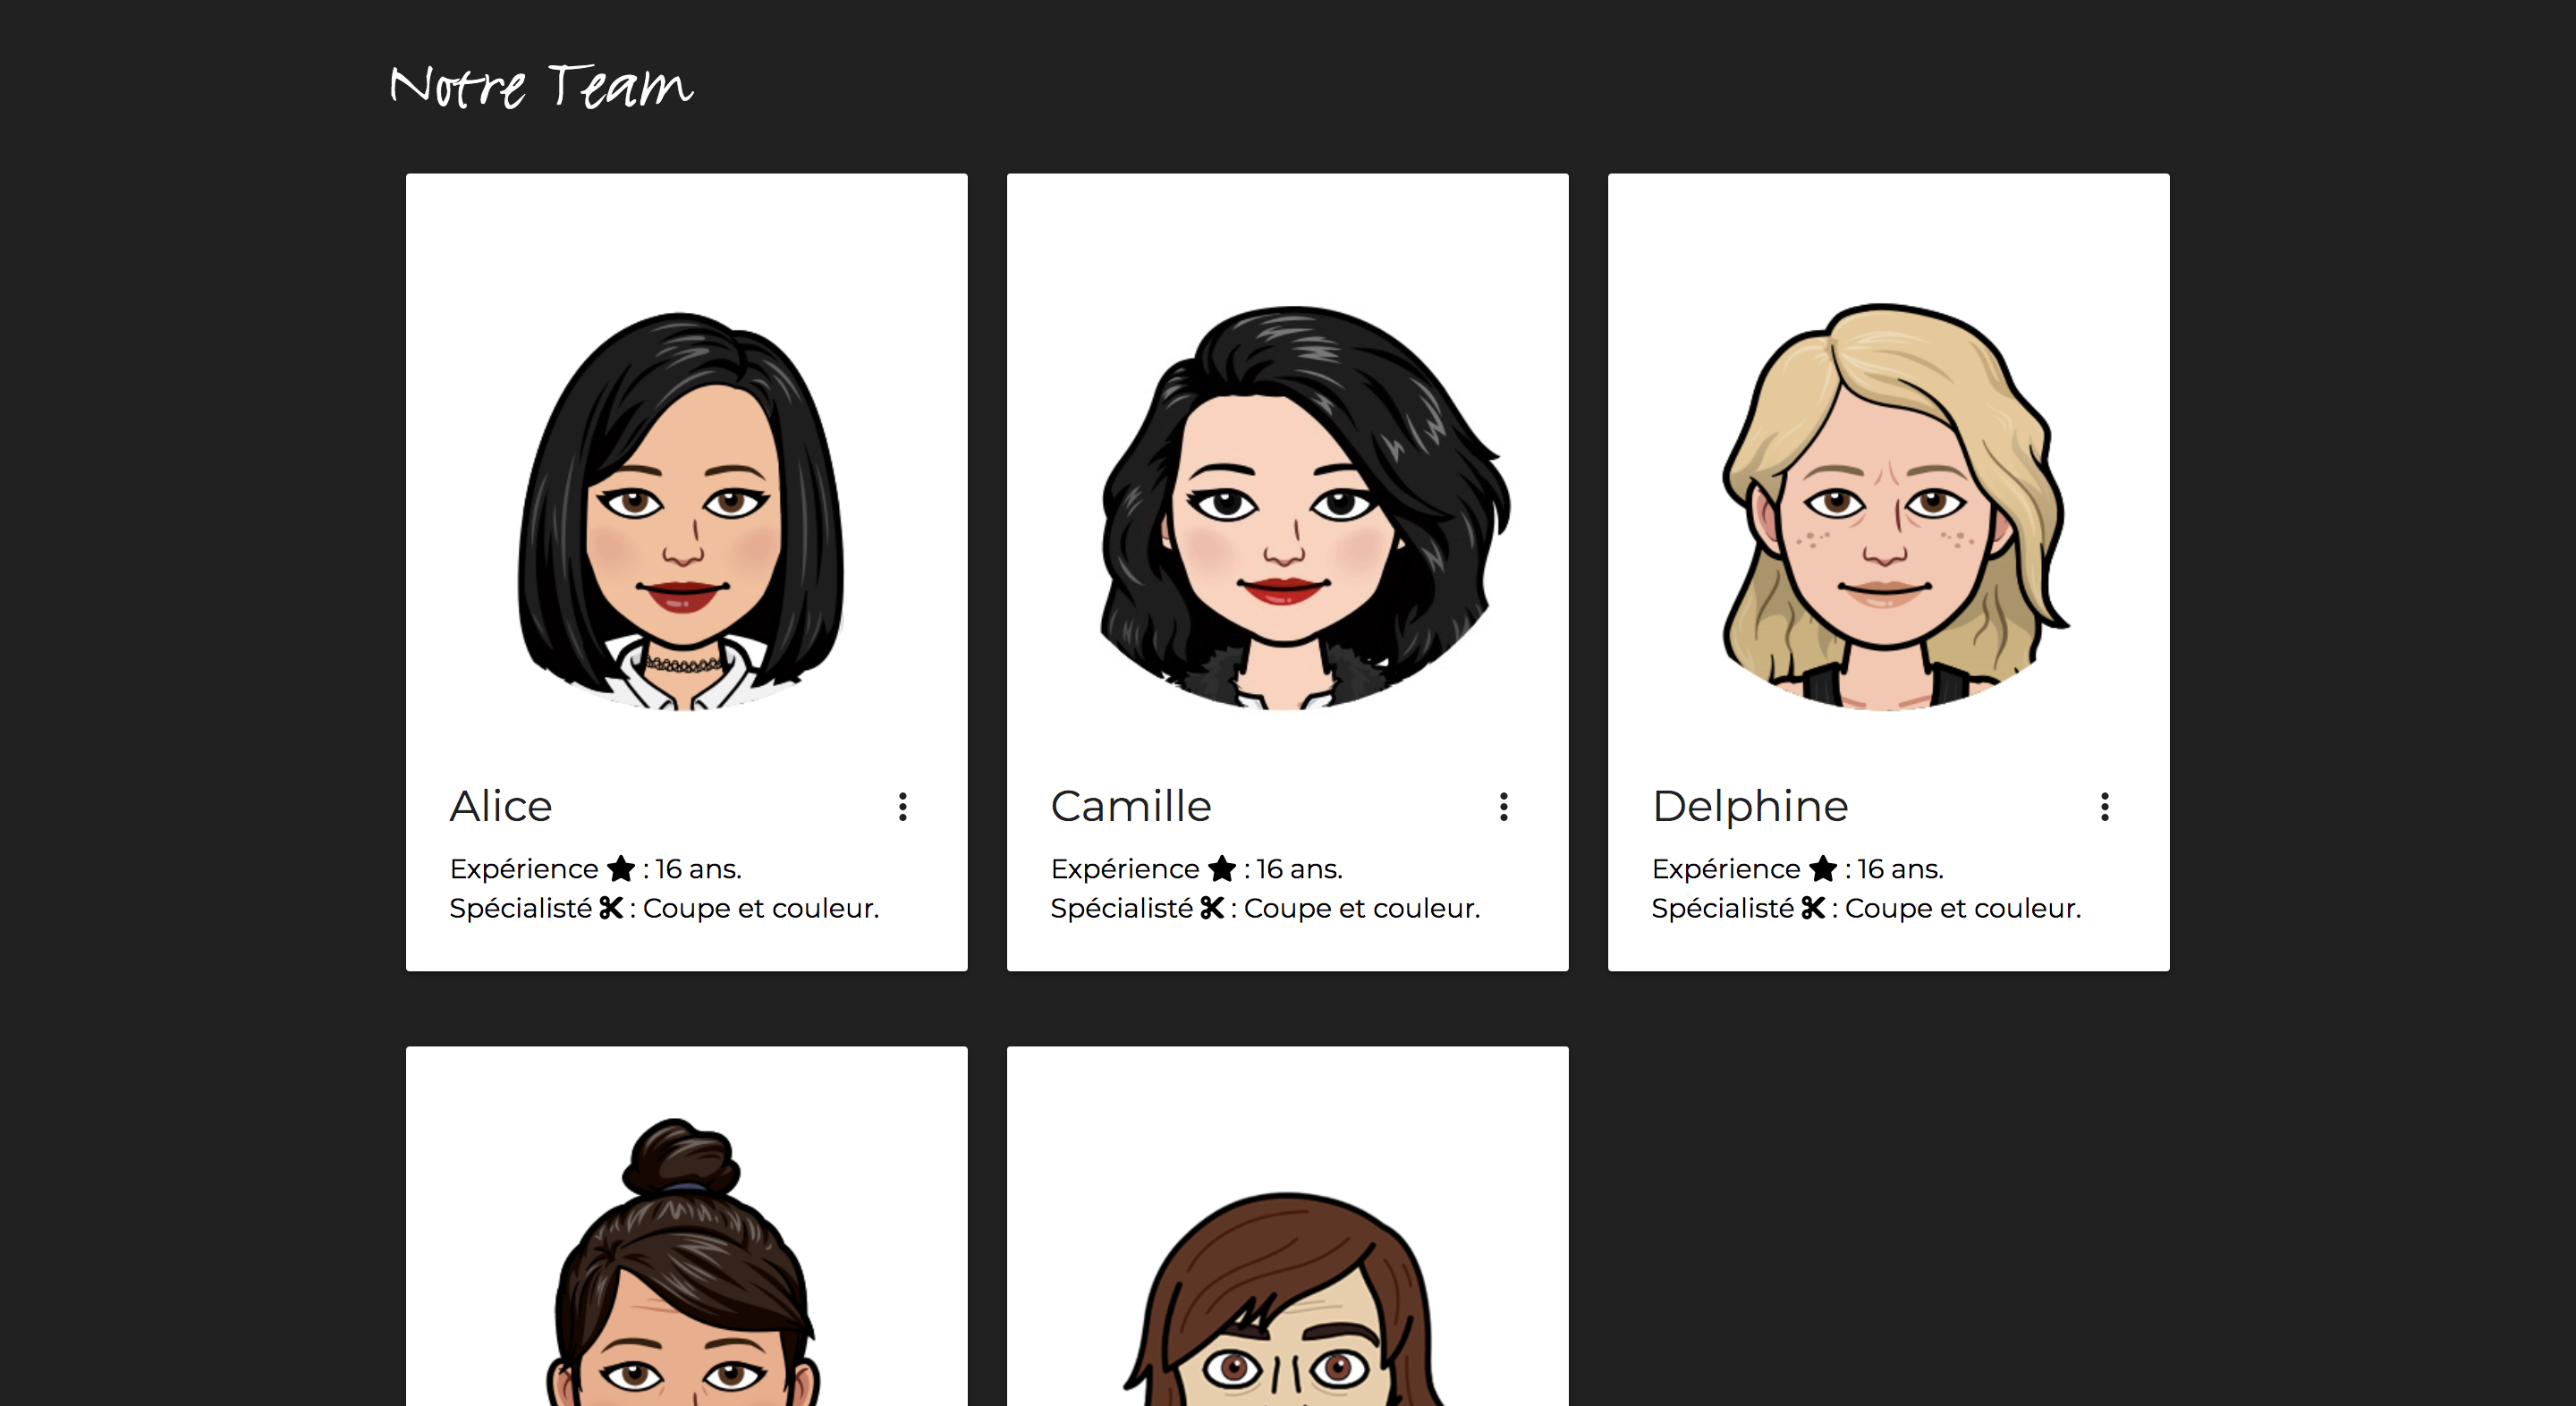 Notre Team
Alice
Expérience : 16 ans.
Spécialisté : Coupe et couleur.
Camille
Expérience : 16 ans.
Spécialisté : Coupe et couleur.
Delphine
Expérience : 16 ans.
Spécialisté : Coupe et couleur.